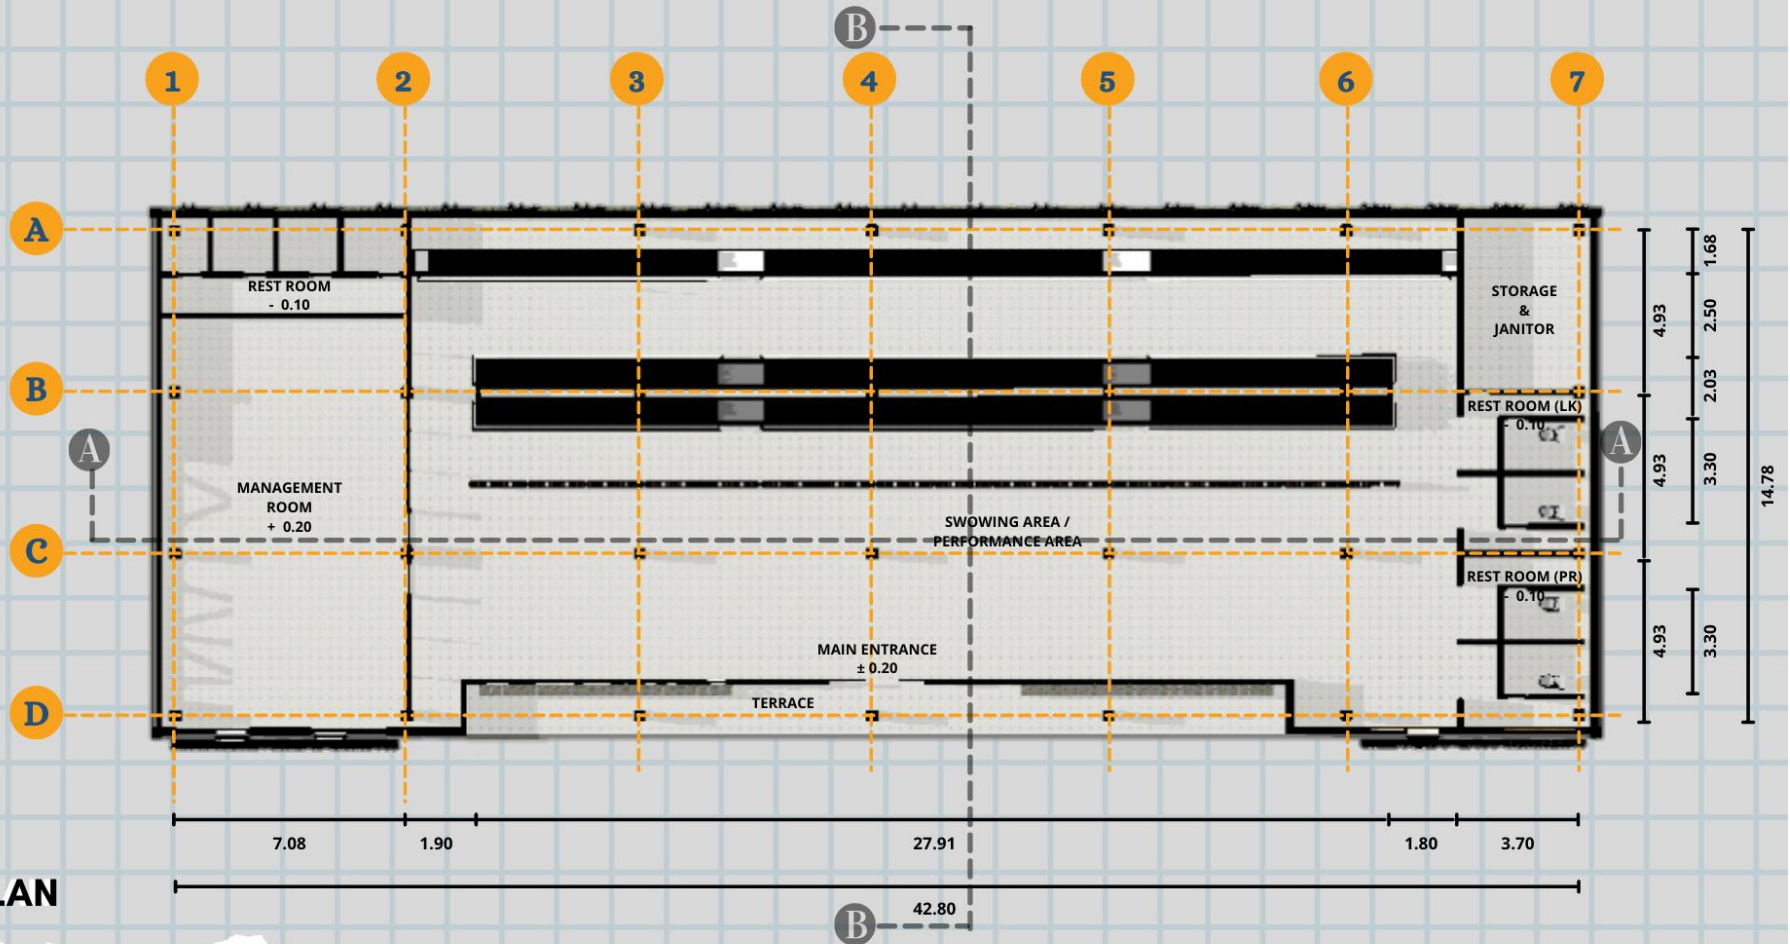 B
1 2 3 4 5 6 7
A
B
C
D
A
A
REST ROOM
- 0.10
MANAGEMENT
ROOM
+ 0.20
STORAGE
&
JANITOR
REST ROOM (LK)
- 0.10
SWOWING AREA /
PERFORMANCE AREA
REST ROOM (PR)
- 0.10
MAIN ENTRANCE
± 0.20
TERRACE
4.93
4.93
4.93
1.68
2.50
2.03
3.30
3.30
14.78
7.08 1.90 27.91 1.80 3.70
42.80
LAN
B